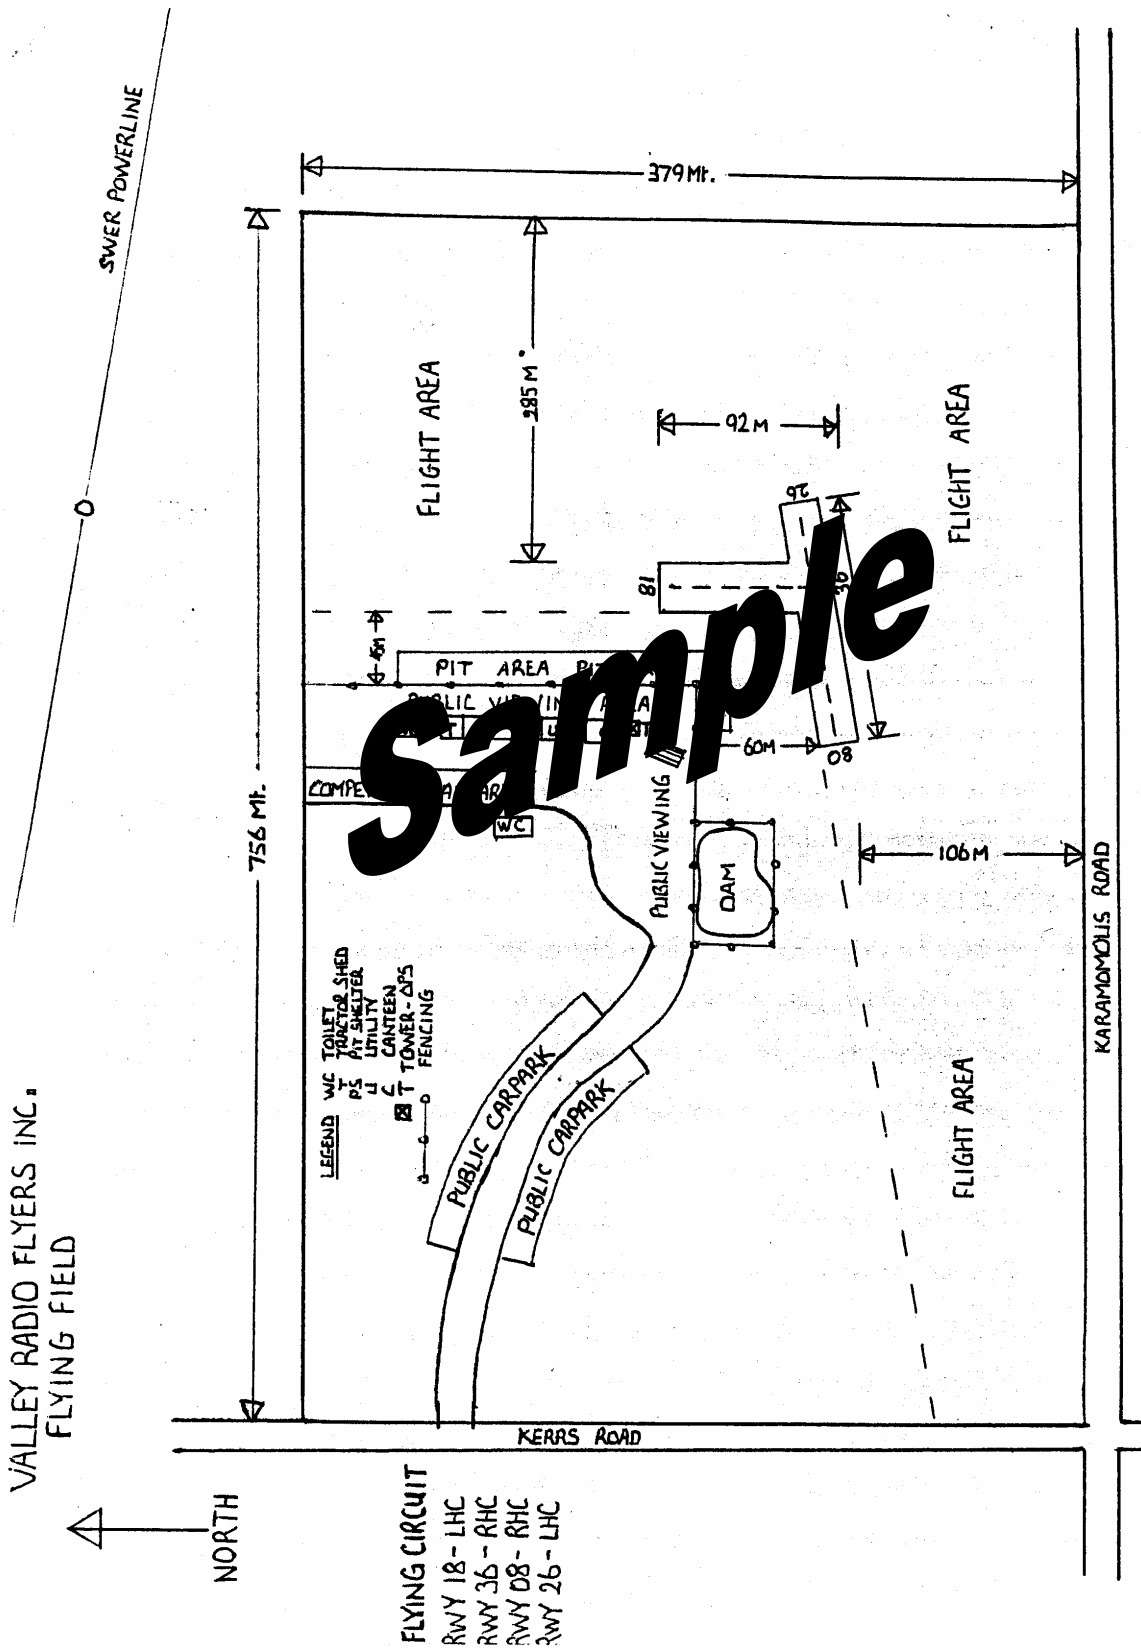 VALLEY RADIO FLYERS INC.
FLYING FIELD
NORTH
SWER POWERLINE
756 Mt.
379 Mt.
FLIGHT AREA
285 M
92 M
FLIGHT AREA
18
26
36
08
45M
PIT AREA
60M
WC
PUBLIC VIEWING
DAM
106 M
KARAMOMOUS ROAD
LEGEND WC TOILET
T TRACTOR SHED
PS PIT SHELTER
U UTILITY
C CANTEEN
T TOWER - OPS
FENCING
PUBLIC CARPARK
PUBLIC CARPARK
FLIGHT AREA
KERRS ROAD
FLYING CIRCUIT
RWY 18 - LHC
RWY 36 - RHC
RWY 08 - RHC
RWY 26 - LHC
Sample